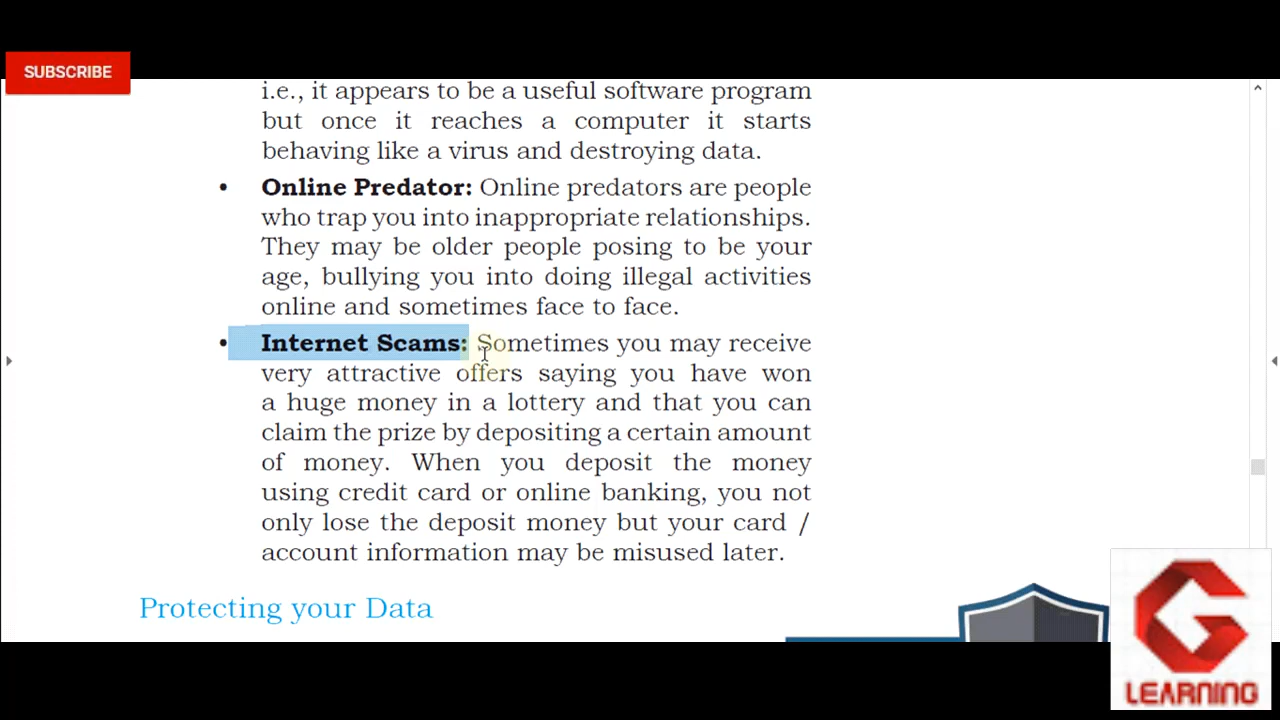 SUBSCRIBE
i.e., it appears to be a useful software program
but once it reaches a computer it starts
behaving like a virus and destroying data.
• Online Predator: Online predators are people
who trap you into inappropriate relationships.
They may be older people posing to be your
age, bullying you into doing illegal activities
online and sometimes face to face.
• Internet Scams: Sometimes you may receive
very attractive offers saying you have won
a huge money in a lottery and that you can
claim the prize by depositing a certain amount
of money. When you deposit the money
using credit card or online banking, you not
only lose the deposit money but your card /
account information may be misused later.
Protecting your Data
LEARNING